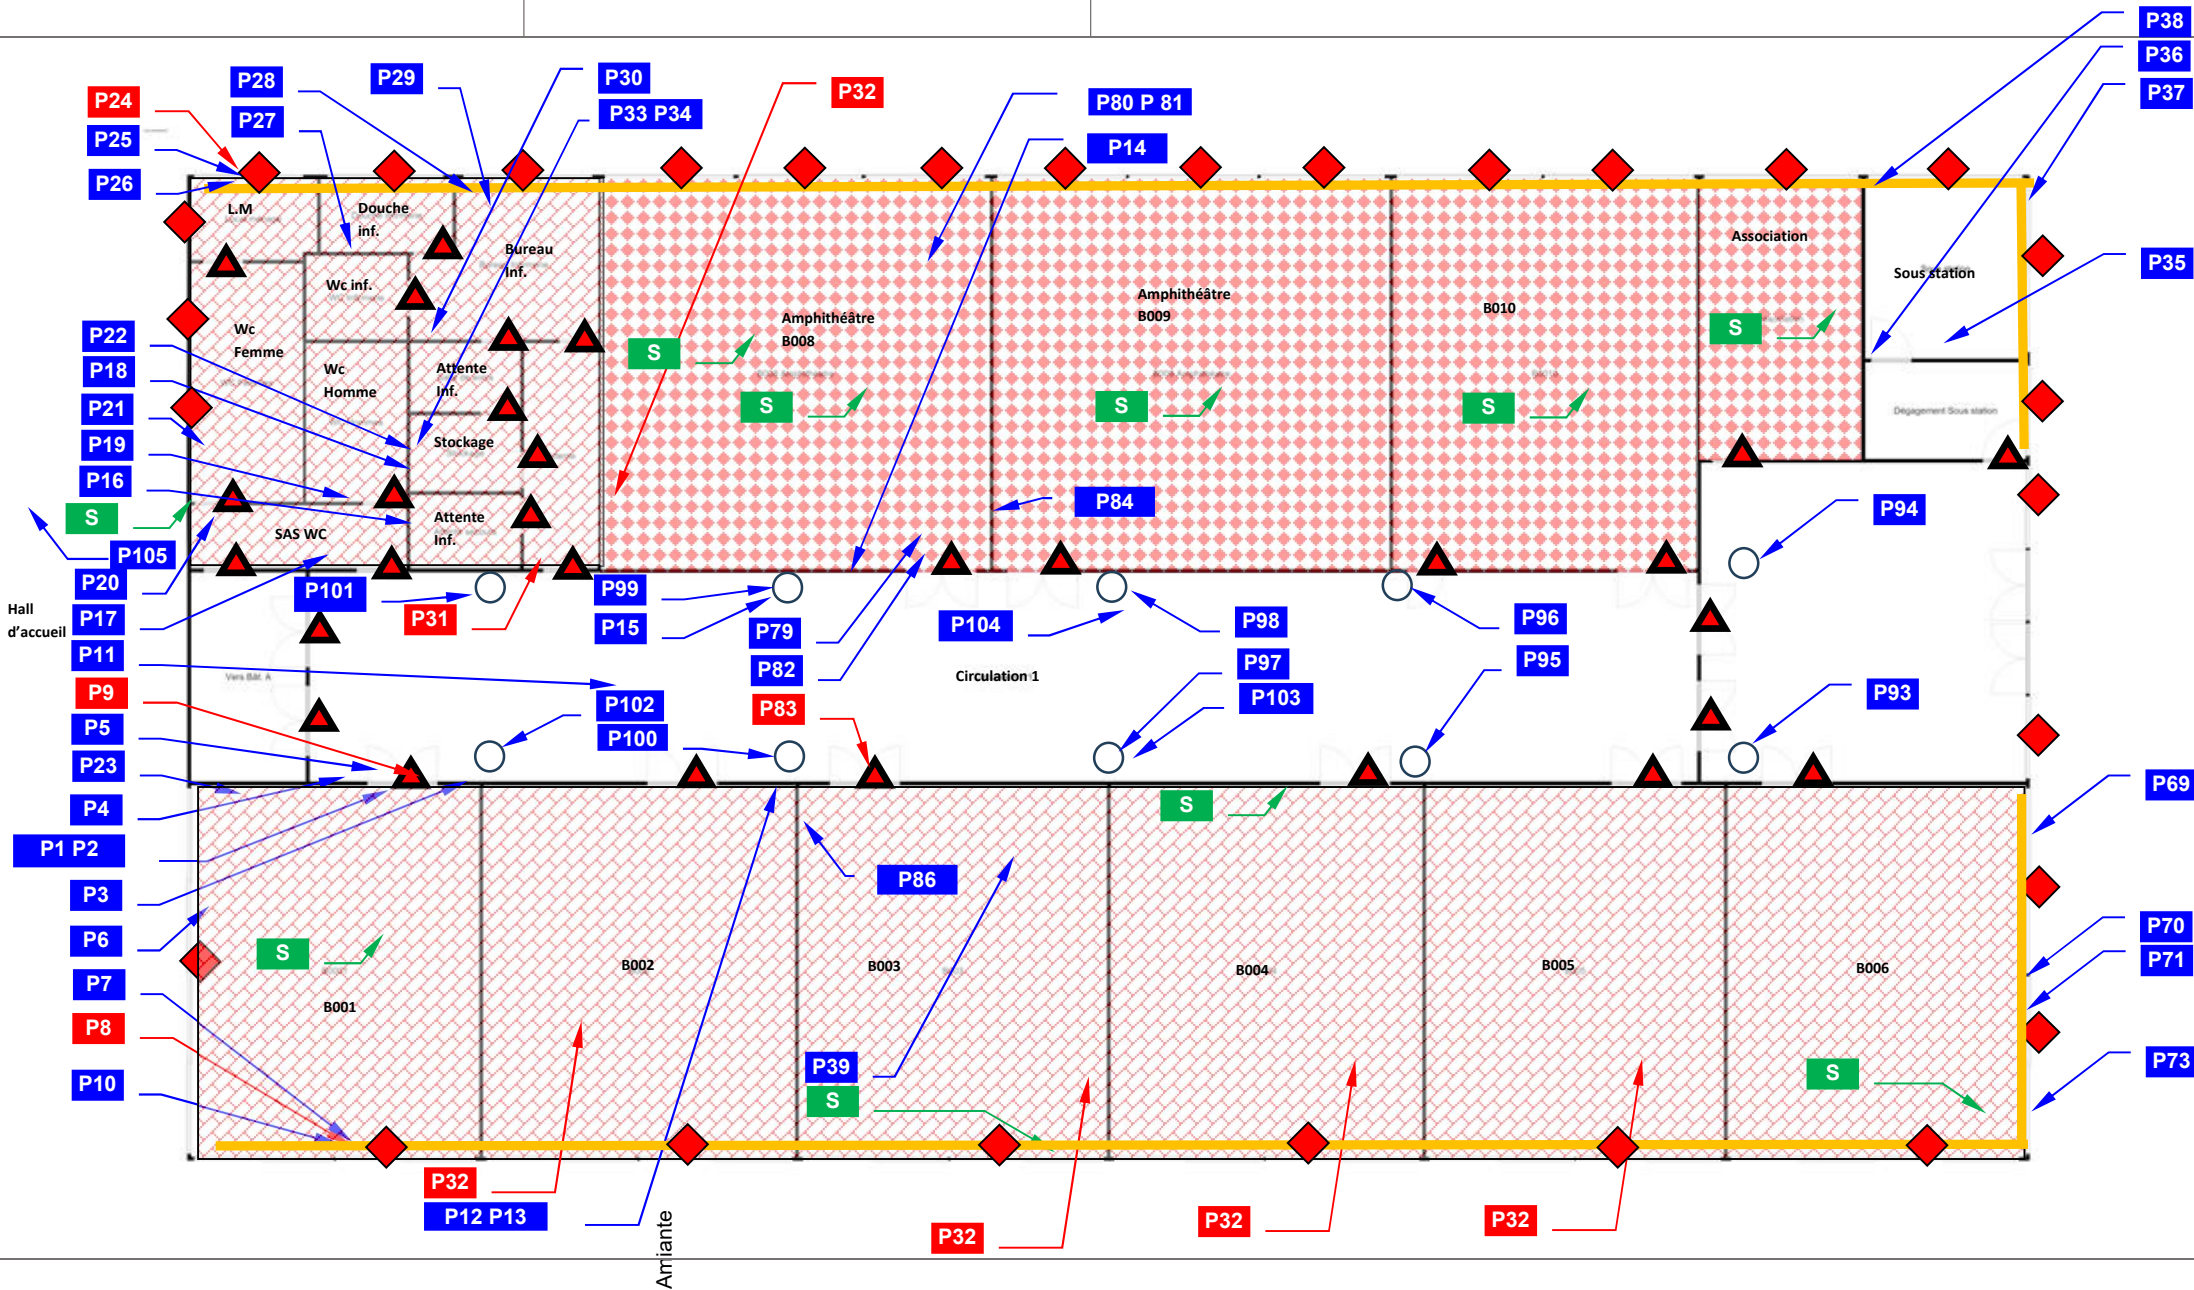 P38
P36
P37
P28
P29
P30
P32
P24
P27
P33 P34
P80 P 81
P25
P14
P26
L.M
Douche
inf.
Bureau
Inf.
Association
P35
Sous station
Wc inf.
Amphithéâtre
B009
B010
Amphithéâtre
B008
S
S
P22
Wc
Femme
P18
Wc
Homme
Attente
Inf.
P21
S
S
S
Dégagement Sous station
P19
Stockage
P16
P84
P94
S
SAS WC
Attente
Inf.
P105
P20
P101
P99
Hall
d'accueil
P17
P31
P15
P79
P104
P98
P96
P11
P82
Circulation 1
P97
P95
Vers Bât. A
P9
P102
P83
P103
P93
P5
P100
P23
P69
P4
S
P1 P2
P86
P3
P6
S
P70
P71
P7
B001
B002
B003
B004
B005
B006
P8
P39
S
S
P73
P10
P32
P12 P13
P32
P32
P32
Amiante